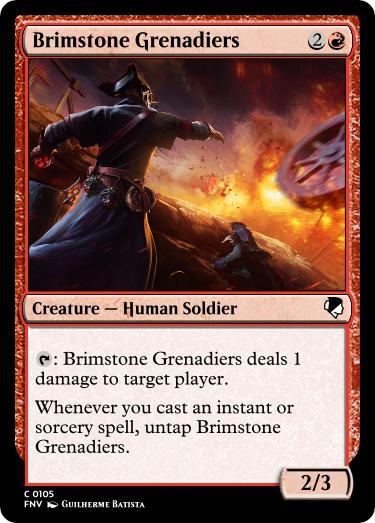 Brimstone Grenadiers 2
Creature — Human Soldier
: Brimstone Grenadiers deals 1
damage to target player.
Whenever you cast an instant or
sorcery spell, untap Brimstone
Grenadiers.
2/3
C 0105
FNV Guilherme Batista